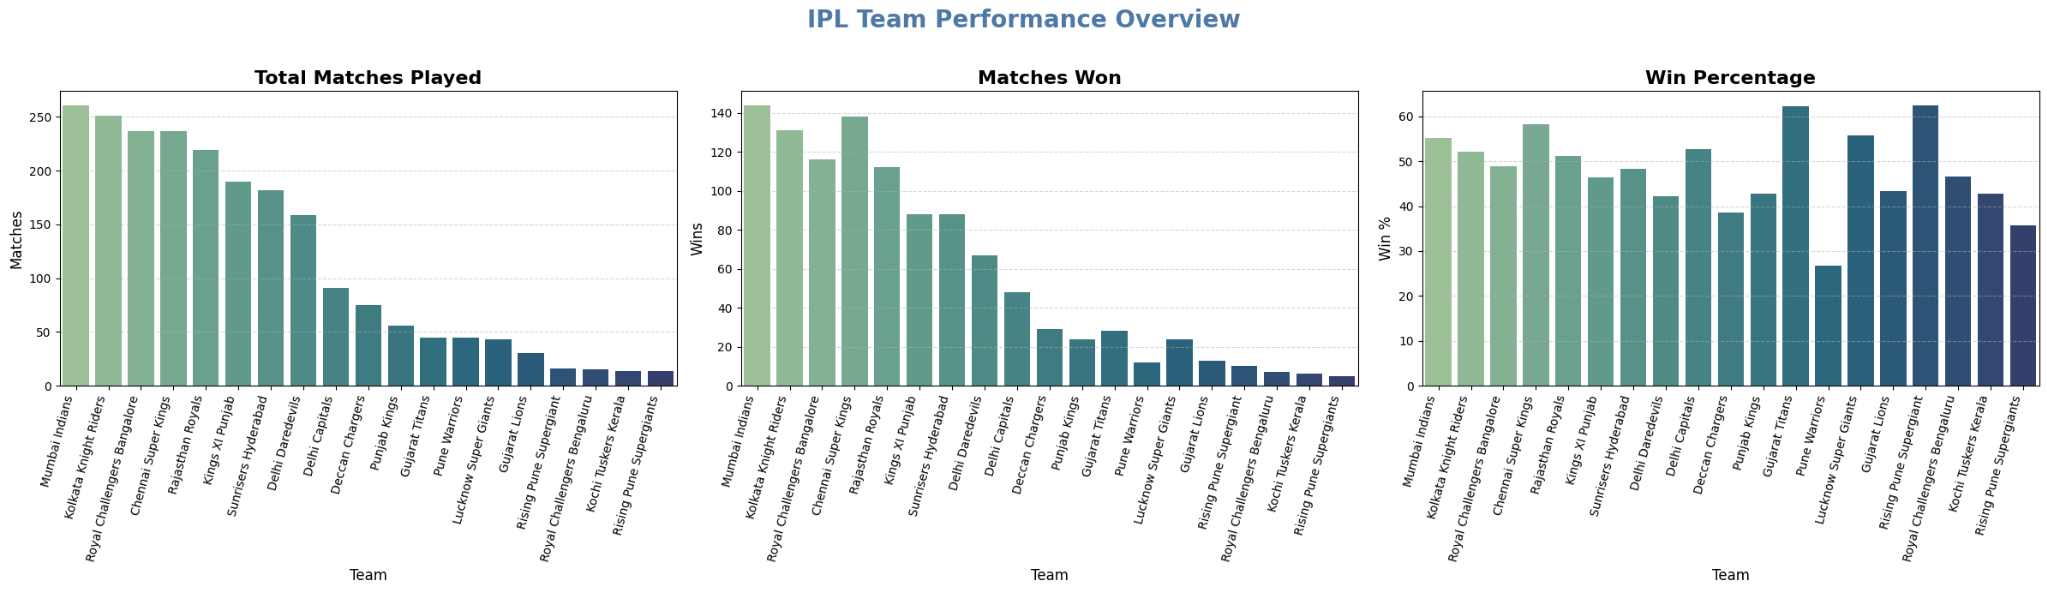 IPL Team Performance Overview
Total Matches Played
Matches
250
200
150
100
50
0
Mumbai Indians
Kolkata Knight Riders
Royal Challengers Bangalore
Chennai Super Kings
Rajasthan Royals
Kings XI Punjab
Sunrisers Hyderabad
Delhi Daredevils
Delhi Capitals
Deccan Chargers
Punjab Kings
Gujarat Titans
Pune Warriors
Lucknow Super Giants
Gujarat Lions
Rising Pune Supergiant
Royal Challengers Bengaluru
Kochi Tuskers Kerala
Rising Pune Supergiants
Team
Matches Won
Wins
140
120
100
80
60
40
20
0
Mumbai Indians
Kolkata Knight Riders
Royal Challengers Bangalore
Chennai Super Kings
Rajasthan Royals
Kings XI Punjab
Sunrisers Hyderabad
Delhi Daredevils
Delhi Capitals
Deccan Chargers
Punjab Kings
Gujarat Titans
Pune Warriors
Lucknow Super Giants
Gujarat Lions
Rising Pune Supergiant
Royal Challengers Bengaluru
Kochi Tuskers Kerala
Rising Pune Supergiants
Team
Win Percentage
Win %
60
50
40
30
20
10
0
Mumbai Indians
Kolkata Knight Riders
Royal Challengers Bangalore
Chennai Super Kings
Rajasthan Royals
Kings XI Punjab
Sunrisers Hyderabad
Delhi Daredevils
Delhi Capitals
Deccan Chargers
Punjab Kings
Gujarat Titans
Pune Warriors
Lucknow Super Giants
Gujarat Lions
Rising Pune Supergiant
Royal Challengers Bengaluru
Kochi Tuskers Kerala
Rising Pune Supergiants
Team